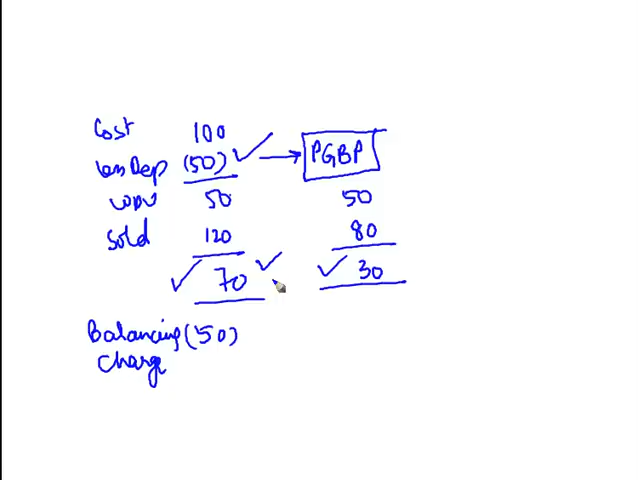 Cost 100
Less Dep (50) PGBP
WDV 50 50
Sold 120 80
70 30
Balancing (50)
Charge